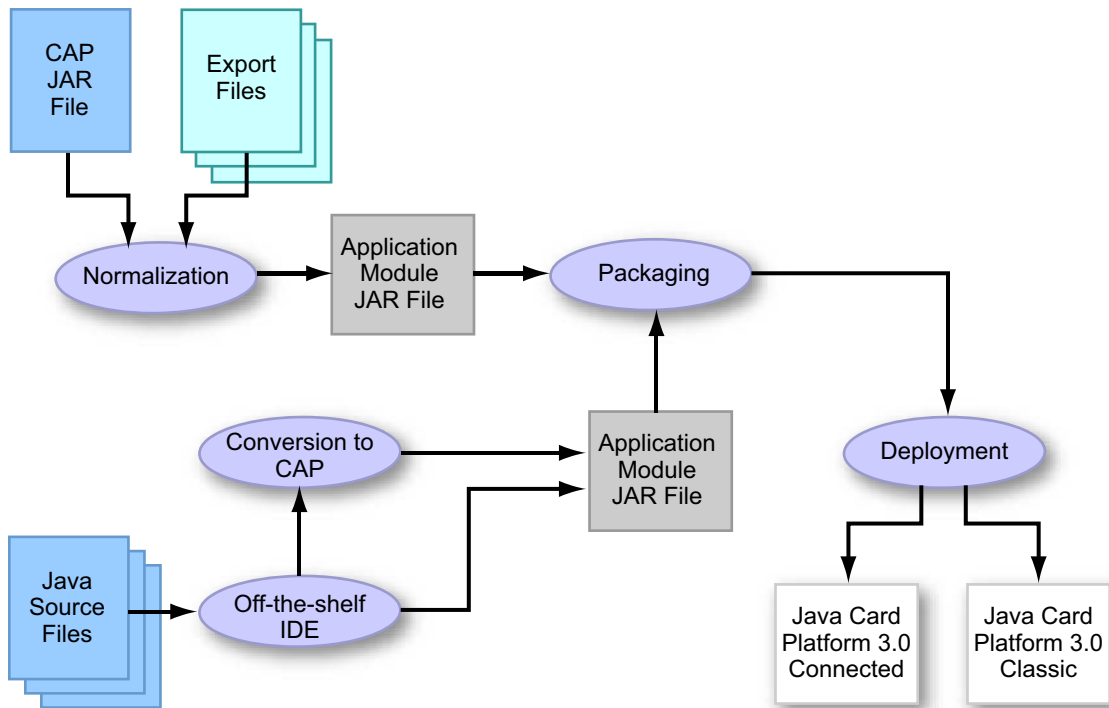 CAP
JAR
File
Export
Files
Normalization
Application
Module
JAR File
Packaging
Conversion to
CAP
Application
Module
JAR File
Deployment
Java
Source
Files
Off-the-shelf
IDE
Java Card
Platform 3.0
Connected
Java Card
Platform 3.0
Classic